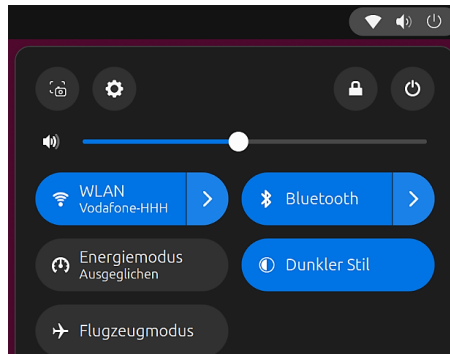 WLAN
Vodafone-HHH
Bluetooth
Energiemodus
Ausgeglichen
Dunkler Stil
Flugzeugmodus